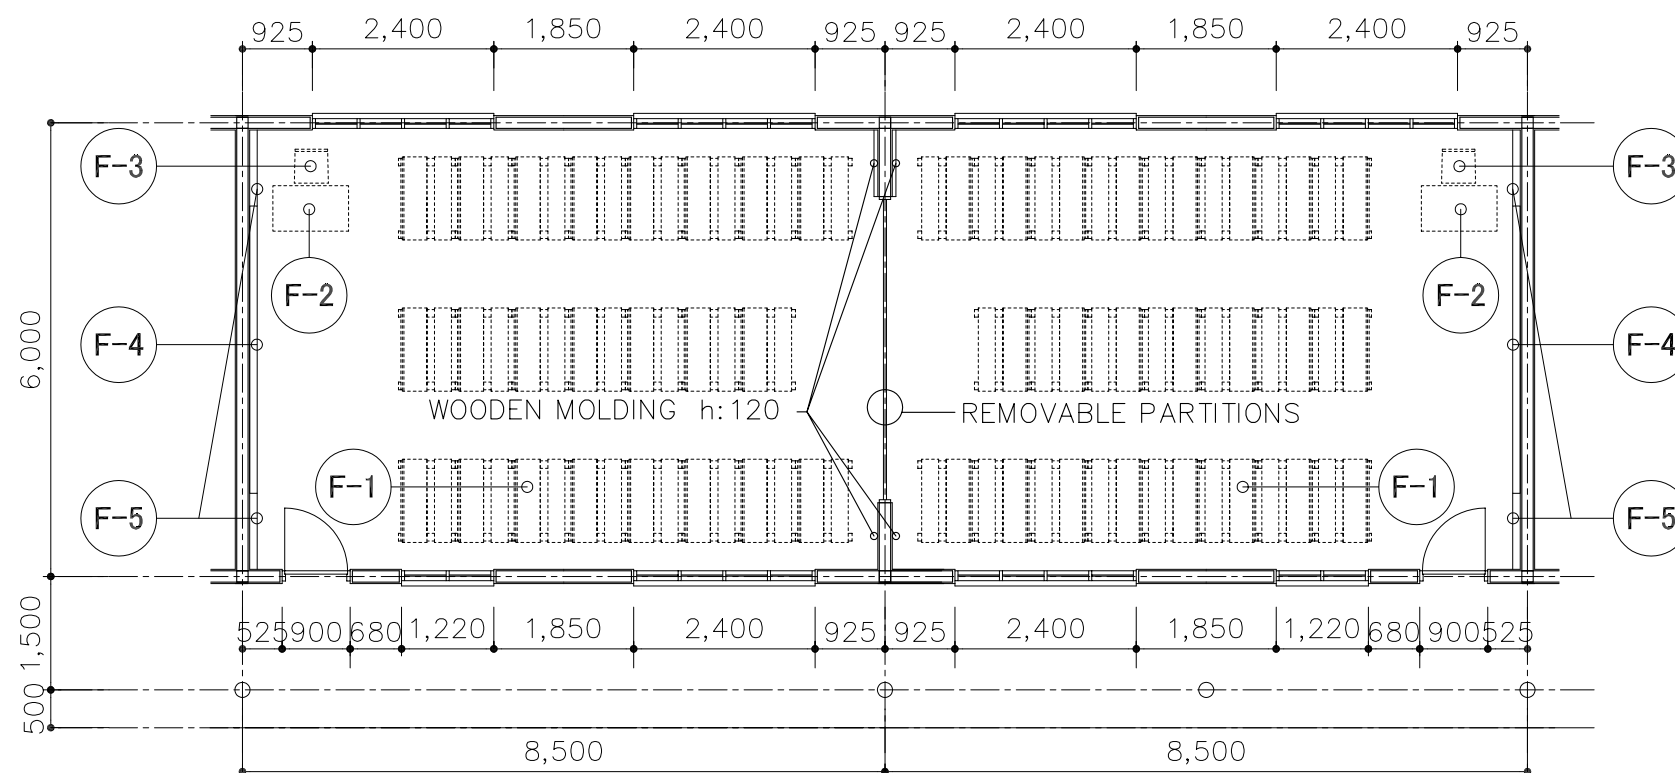 925 2,400 1,850 2,400 925 925 2,400 1,850 2,400 925
F-3 F-3
F-2 F-2
6,000
F-4 F-4
WOODEN MOLDING h:120 REMOVABLE PARTITIONS
F-1 F-1
F-5 F-5
525 900 680 1,220 1,850 2,400 925 925 2,400 1,850 1,220 680 900 525
1,500
500
8,500 8,500